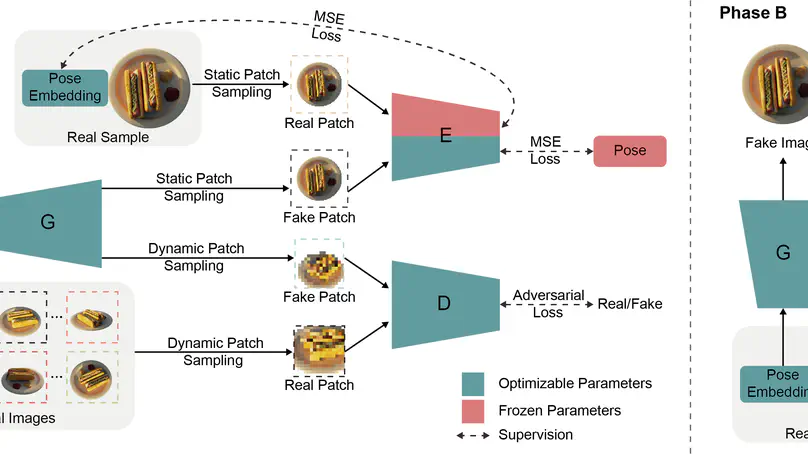 MSE
Loss
Phase B
Pose
Embedding
Real Sample
Static Patch
Sampling
Real Patch
E
MSE
Loss
Pose
Fake Imag
Static Patch
Sampling
Fake Patch
G
Dynamic Patch
Sampling
Fake Patch
D
Adversarial
Loss
Real/Fake
G
Dynamic Patch
Sampling
Real Patch
al Images
Optimizable Parameters
Frozen Parameters
Supervision
Pose
Embedding
Rea